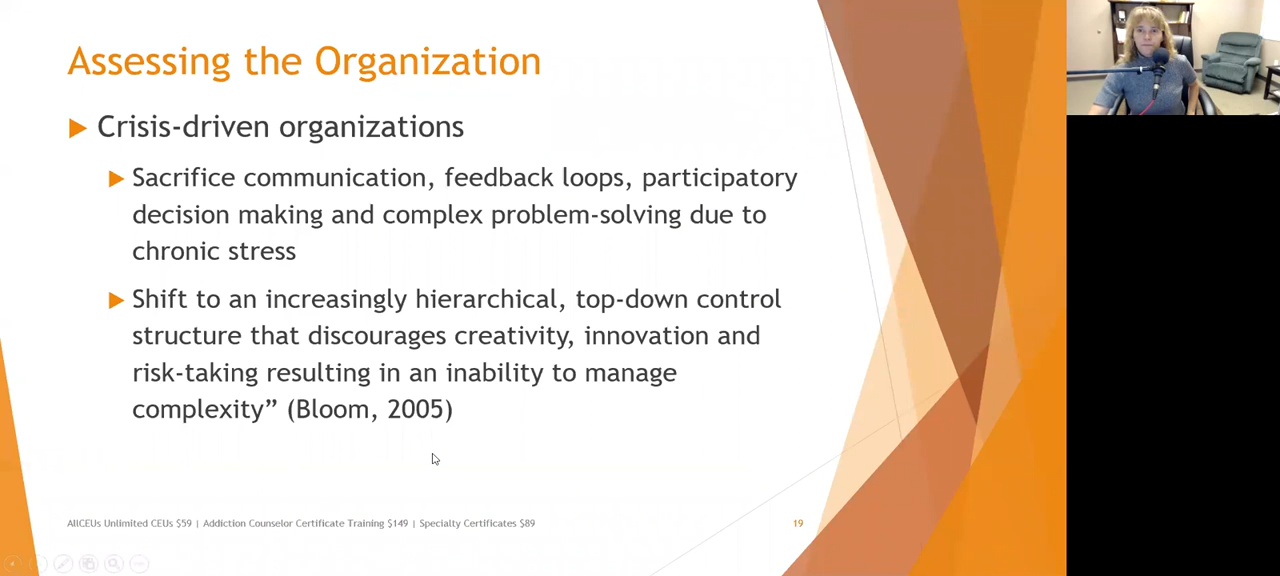 Assessing the Organization
Crisis-driven organizations
Sacrifice communication, feedback loops, participatory
decision making and complex problem-solving due to
chronic stress
Shift to an increasingly hierarchical, top-down control
structure that discourages creativity, innovation and
risk-taking resulting in an inability to manage
complexity” (Bloom, 2005)
AllCEUs Unlimited CEUs $59 | Addiction Counselor Certificate Training $149 | Specialty Certificates $89
19